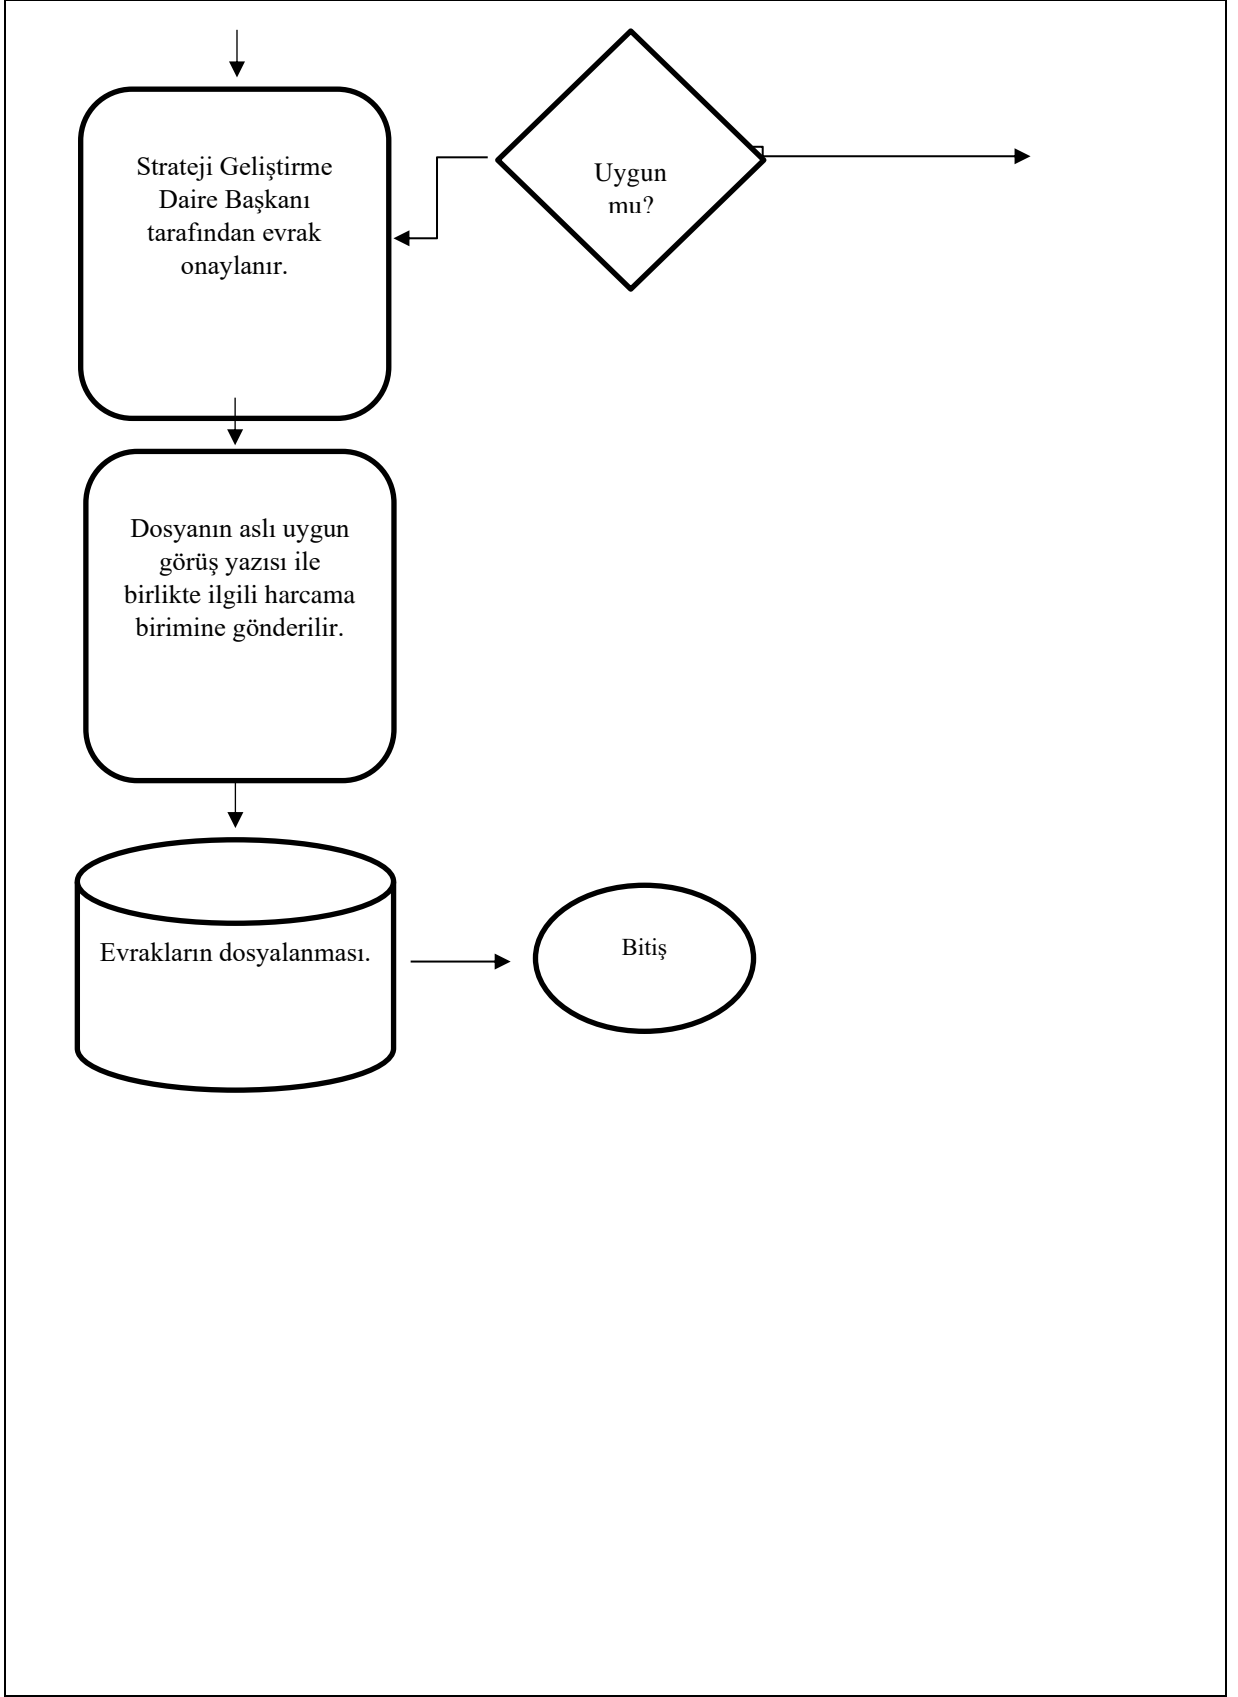 Strateji Geliştirme
Daire Başkanı
tarafından evrak
onaylanır.
Uygun
mu?
Dosyanın aslı uygun
görüş yazısı ile
birlikte ilgili harcama
birimine gönderilir.
Evrakların dosyalanması.
Bitiş